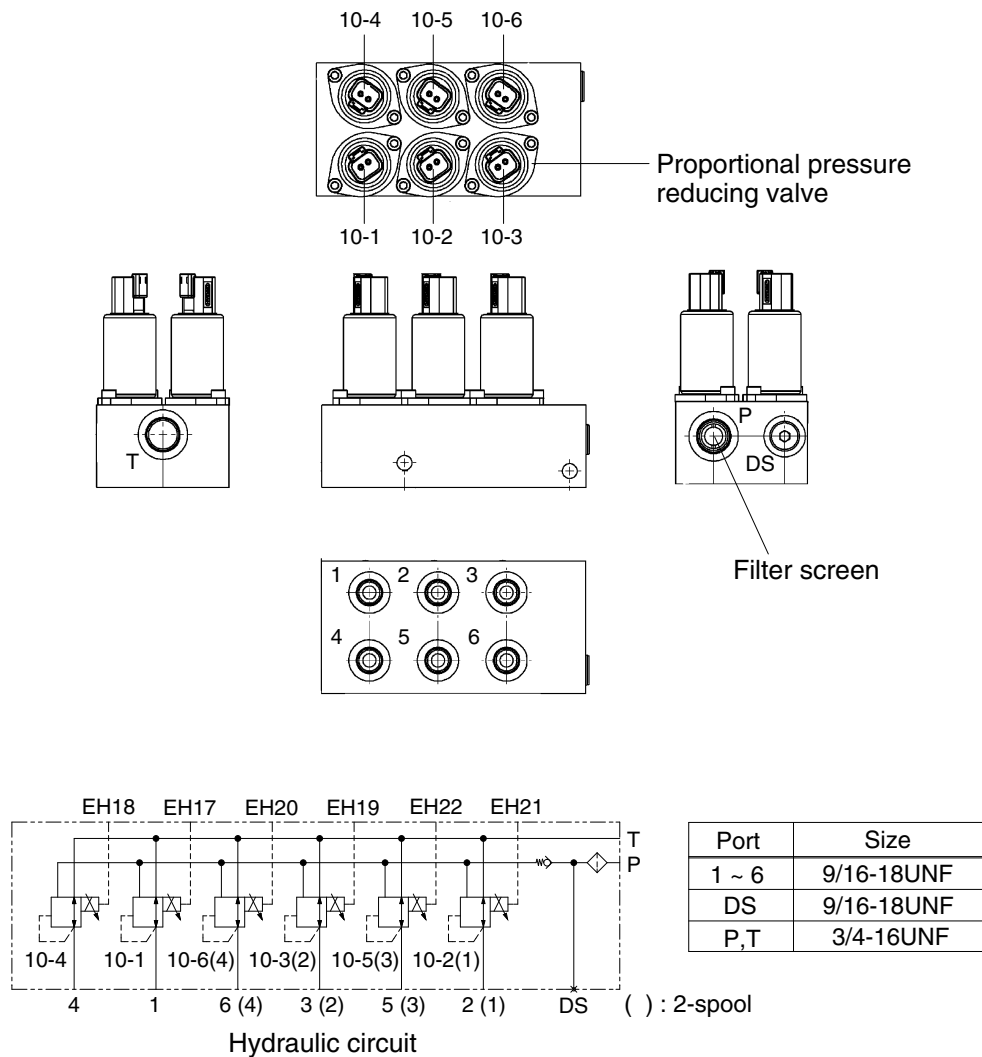 10-4 10-5 10-6
Proportional pressure
reducing valve
10-1 10-2 10-3
T
P
DS
Filter screen
1 2 3
4 5 6
EH18 EH17 EH20 EH19 EH22 EH21
T
P
10-4 10-1 10-6(4) 10-3(2) 10-5(3) 10-2(1)
4 1 6 (4) 3 (2) 5 (3) 2 (1) DS ( ) : 2-spool
Hydraulic circuit
Port Size
1 ~ 6 9/16-18UNF
DS 9/16-18UNF
P,T 3/4-16UNF